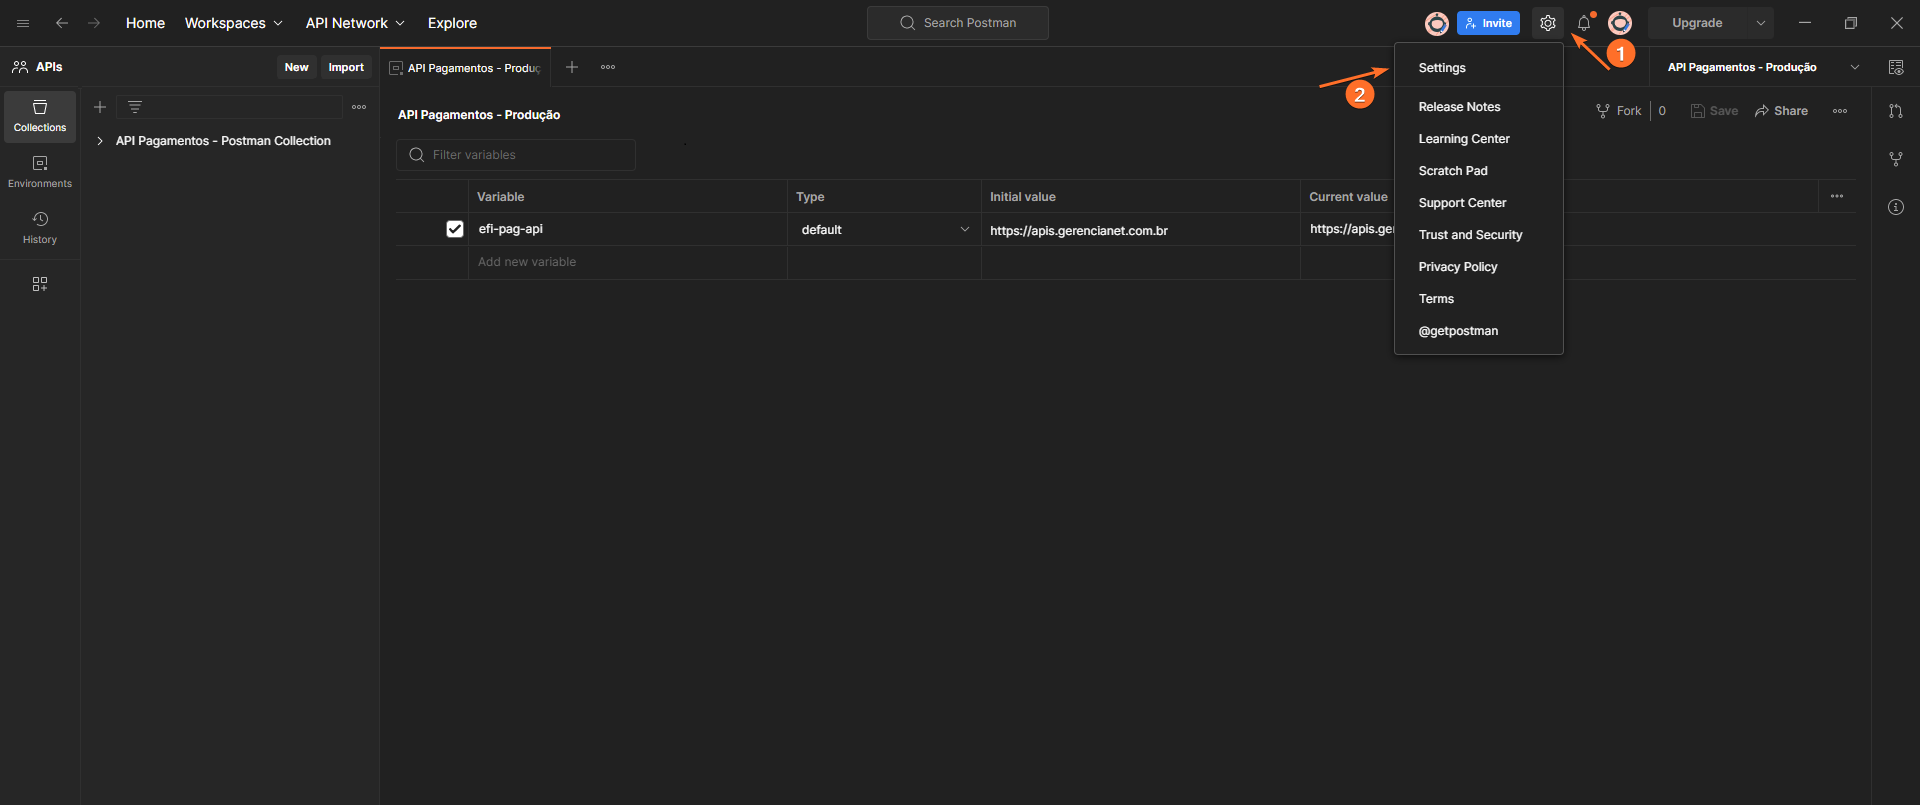 Home Workspaces API Network Explore Search Postman Invite Upgrade
1
APIs New Import API Pagamentos - Produç API Pagamentos - Produção
Settings
2
Collections
API Pagamentos - Produção
Fork 0 Save Share
Release Notes
API Pagamentos - Postman Collection
Learning Center
Filter variables
Scratch Pad
Environments
Variable Type Initial value Current value
Support Center
efi-pag-api default https://apis.gerencianet.com.br https://apis.ger
Trust and Security
History
Add new variable
Privacy Policy
Terms
@getpostman